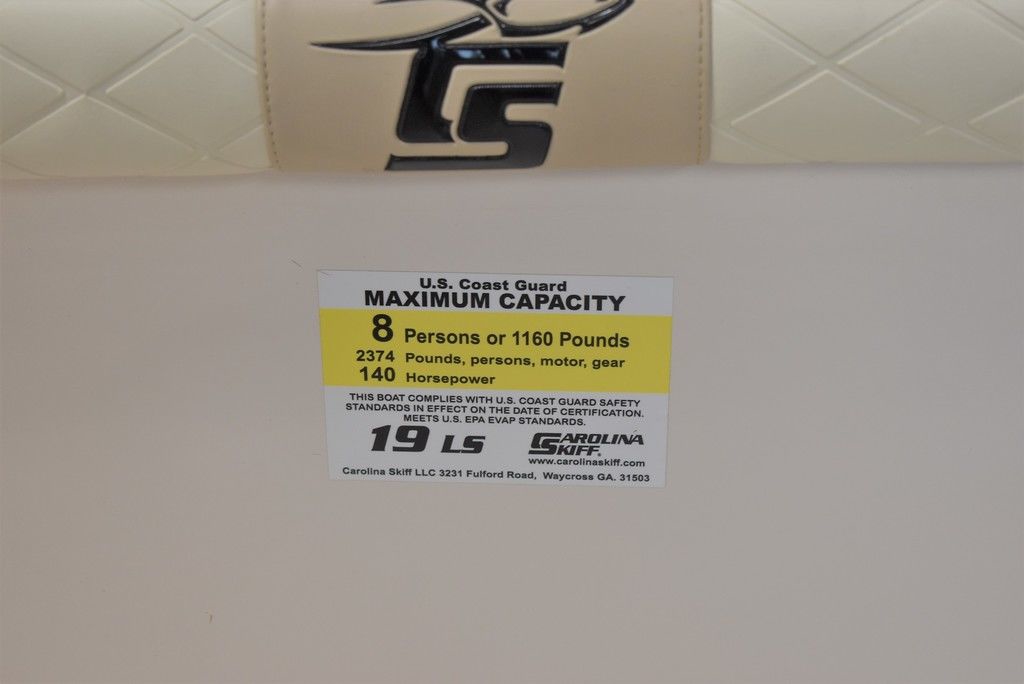 CS
U.S. Coast Guard
MAXIMUM CAPACITY
8 Persons or 1160 Pounds
2374 Pounds, persons, motor, gear
140 Horsepower
THIS BOAT COMPLIES WITH U.S. COAST GUARD SAFETY
STANDARDS IN EFFECT ON THE DATE OF CERTIFICATION.
MEETS U.S. EPA EVAP STANDARDS.
19 LS
CAROLINA
SKIFF
www.carolinaskiff.com
Carolina Skiff LLC 3231 Fulford Road, Waycross GA. 31503